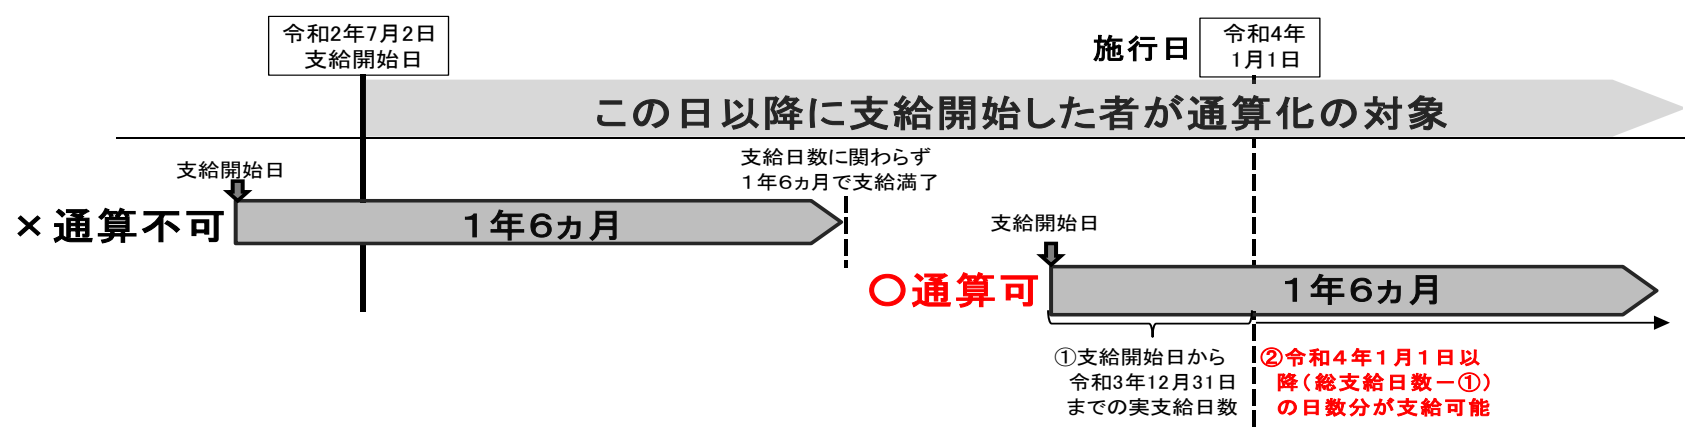 令和2年7月2日
支給開始日
施行日
令和4年
1月1日
この日以降に支給開始した者が通算化の対象
支給開始日
支給日数に関わらず
１年６ヵ月で支給満了
×通算不可
１年６ヵ月
支給開始日
〇通算可
１年６ヵ月
①支給開始日から
令和3年12月31日
までの実支給日数
②令和４年１月１日以
降（総支給日数－①）
の日数分が支給可能